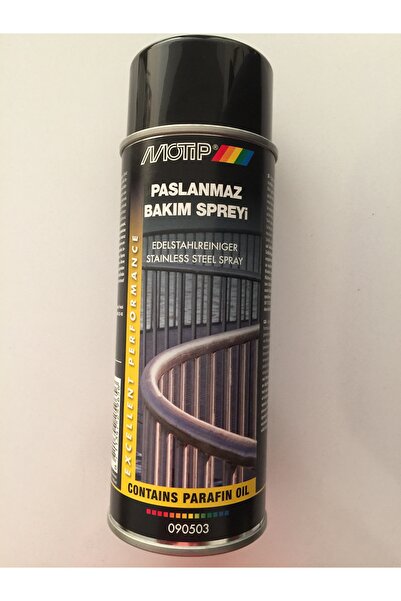 MOTIP
PASLANMAZ
BAKIM SPREYi
EDELSTAHLREINIGER
STAINLESS STEEL SPRAY
EXCELLENT PERFORMANCE
CONTAINS PARAFIN OIL
090503